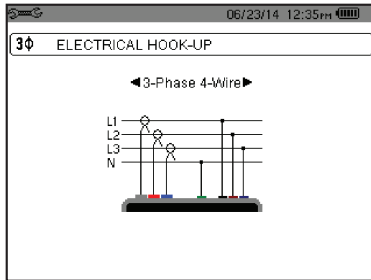 06/23/14 12:35PM
3Φ ELECTRICAL HOOK-UP
◄3-Phase 4-Wire►
L1
L2
L3
N